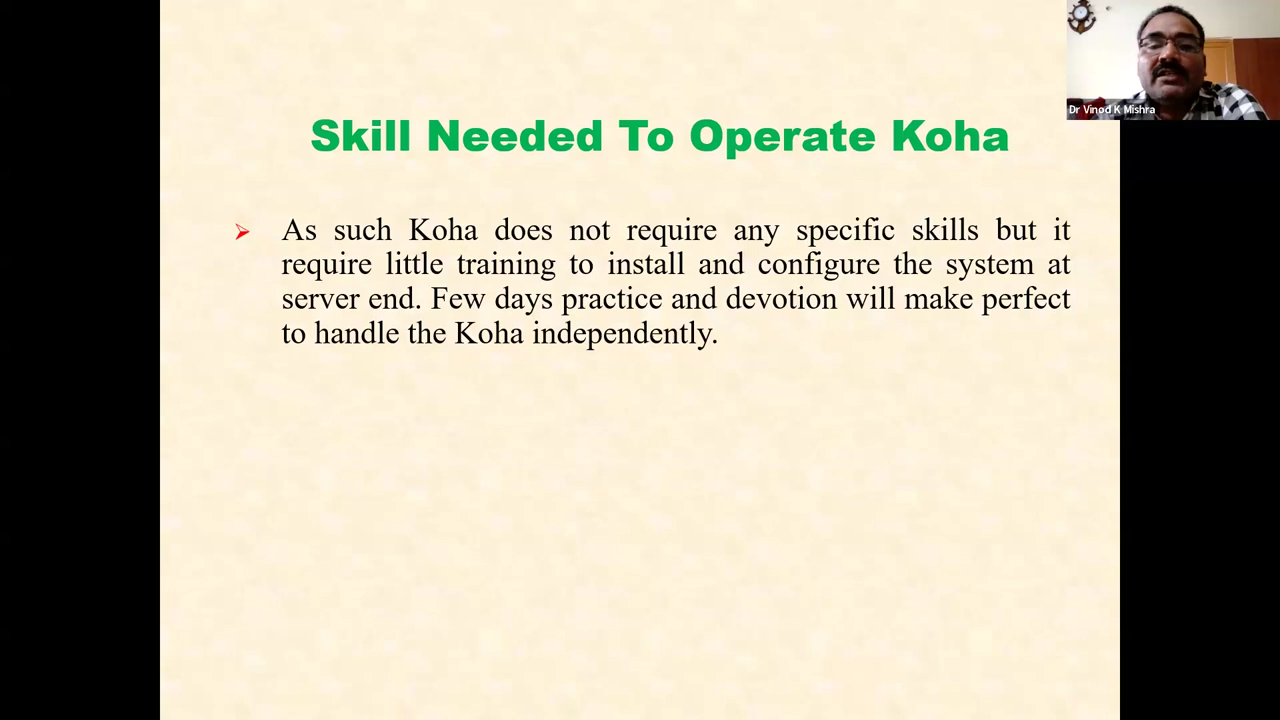 Skill Needed To Operate Koha
As such Koha does not require any specific skills but it
require little training to install and configure the system at
server end. Few days practice and devotion will make perfect
to handle the Koha independently.
Dr Vinod K Mishra